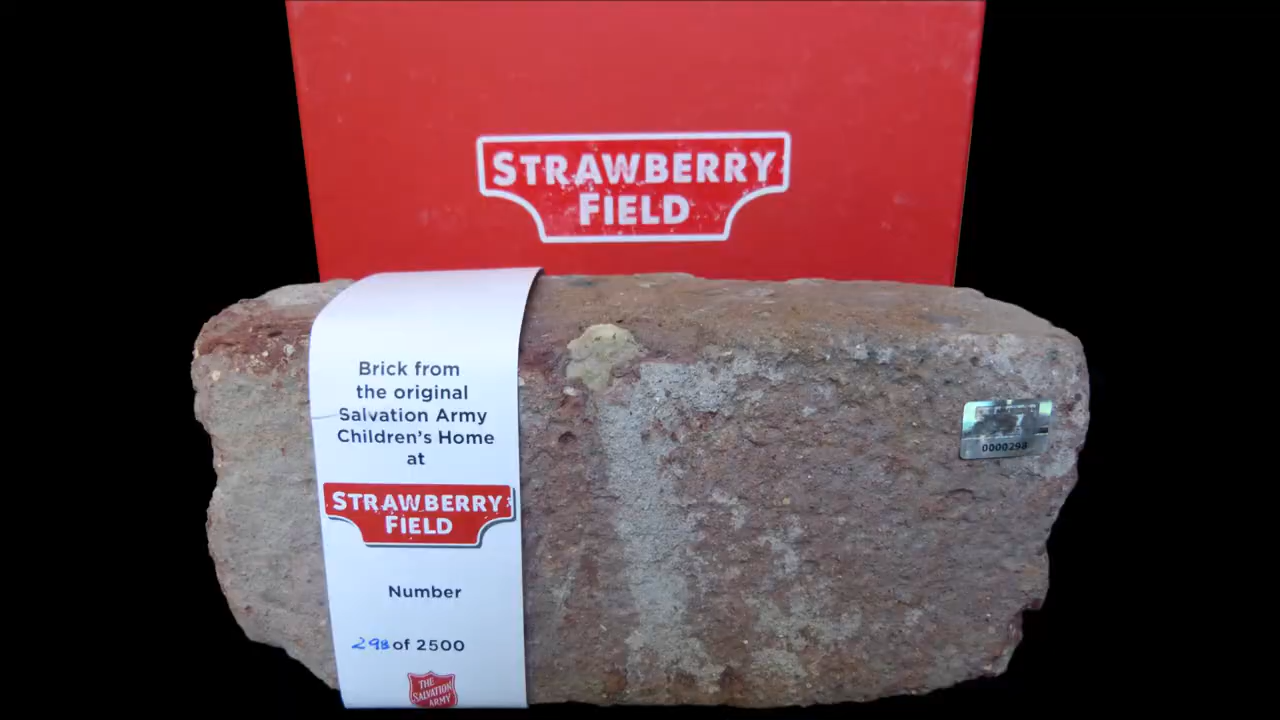 STRAWBERRY
FIELD
Brick from
the original
Salvation Army
Children's Home
at
STRAWBERRY
FIELD
Number
298 of 2500
THE
SALVATION
ARMY
0000298